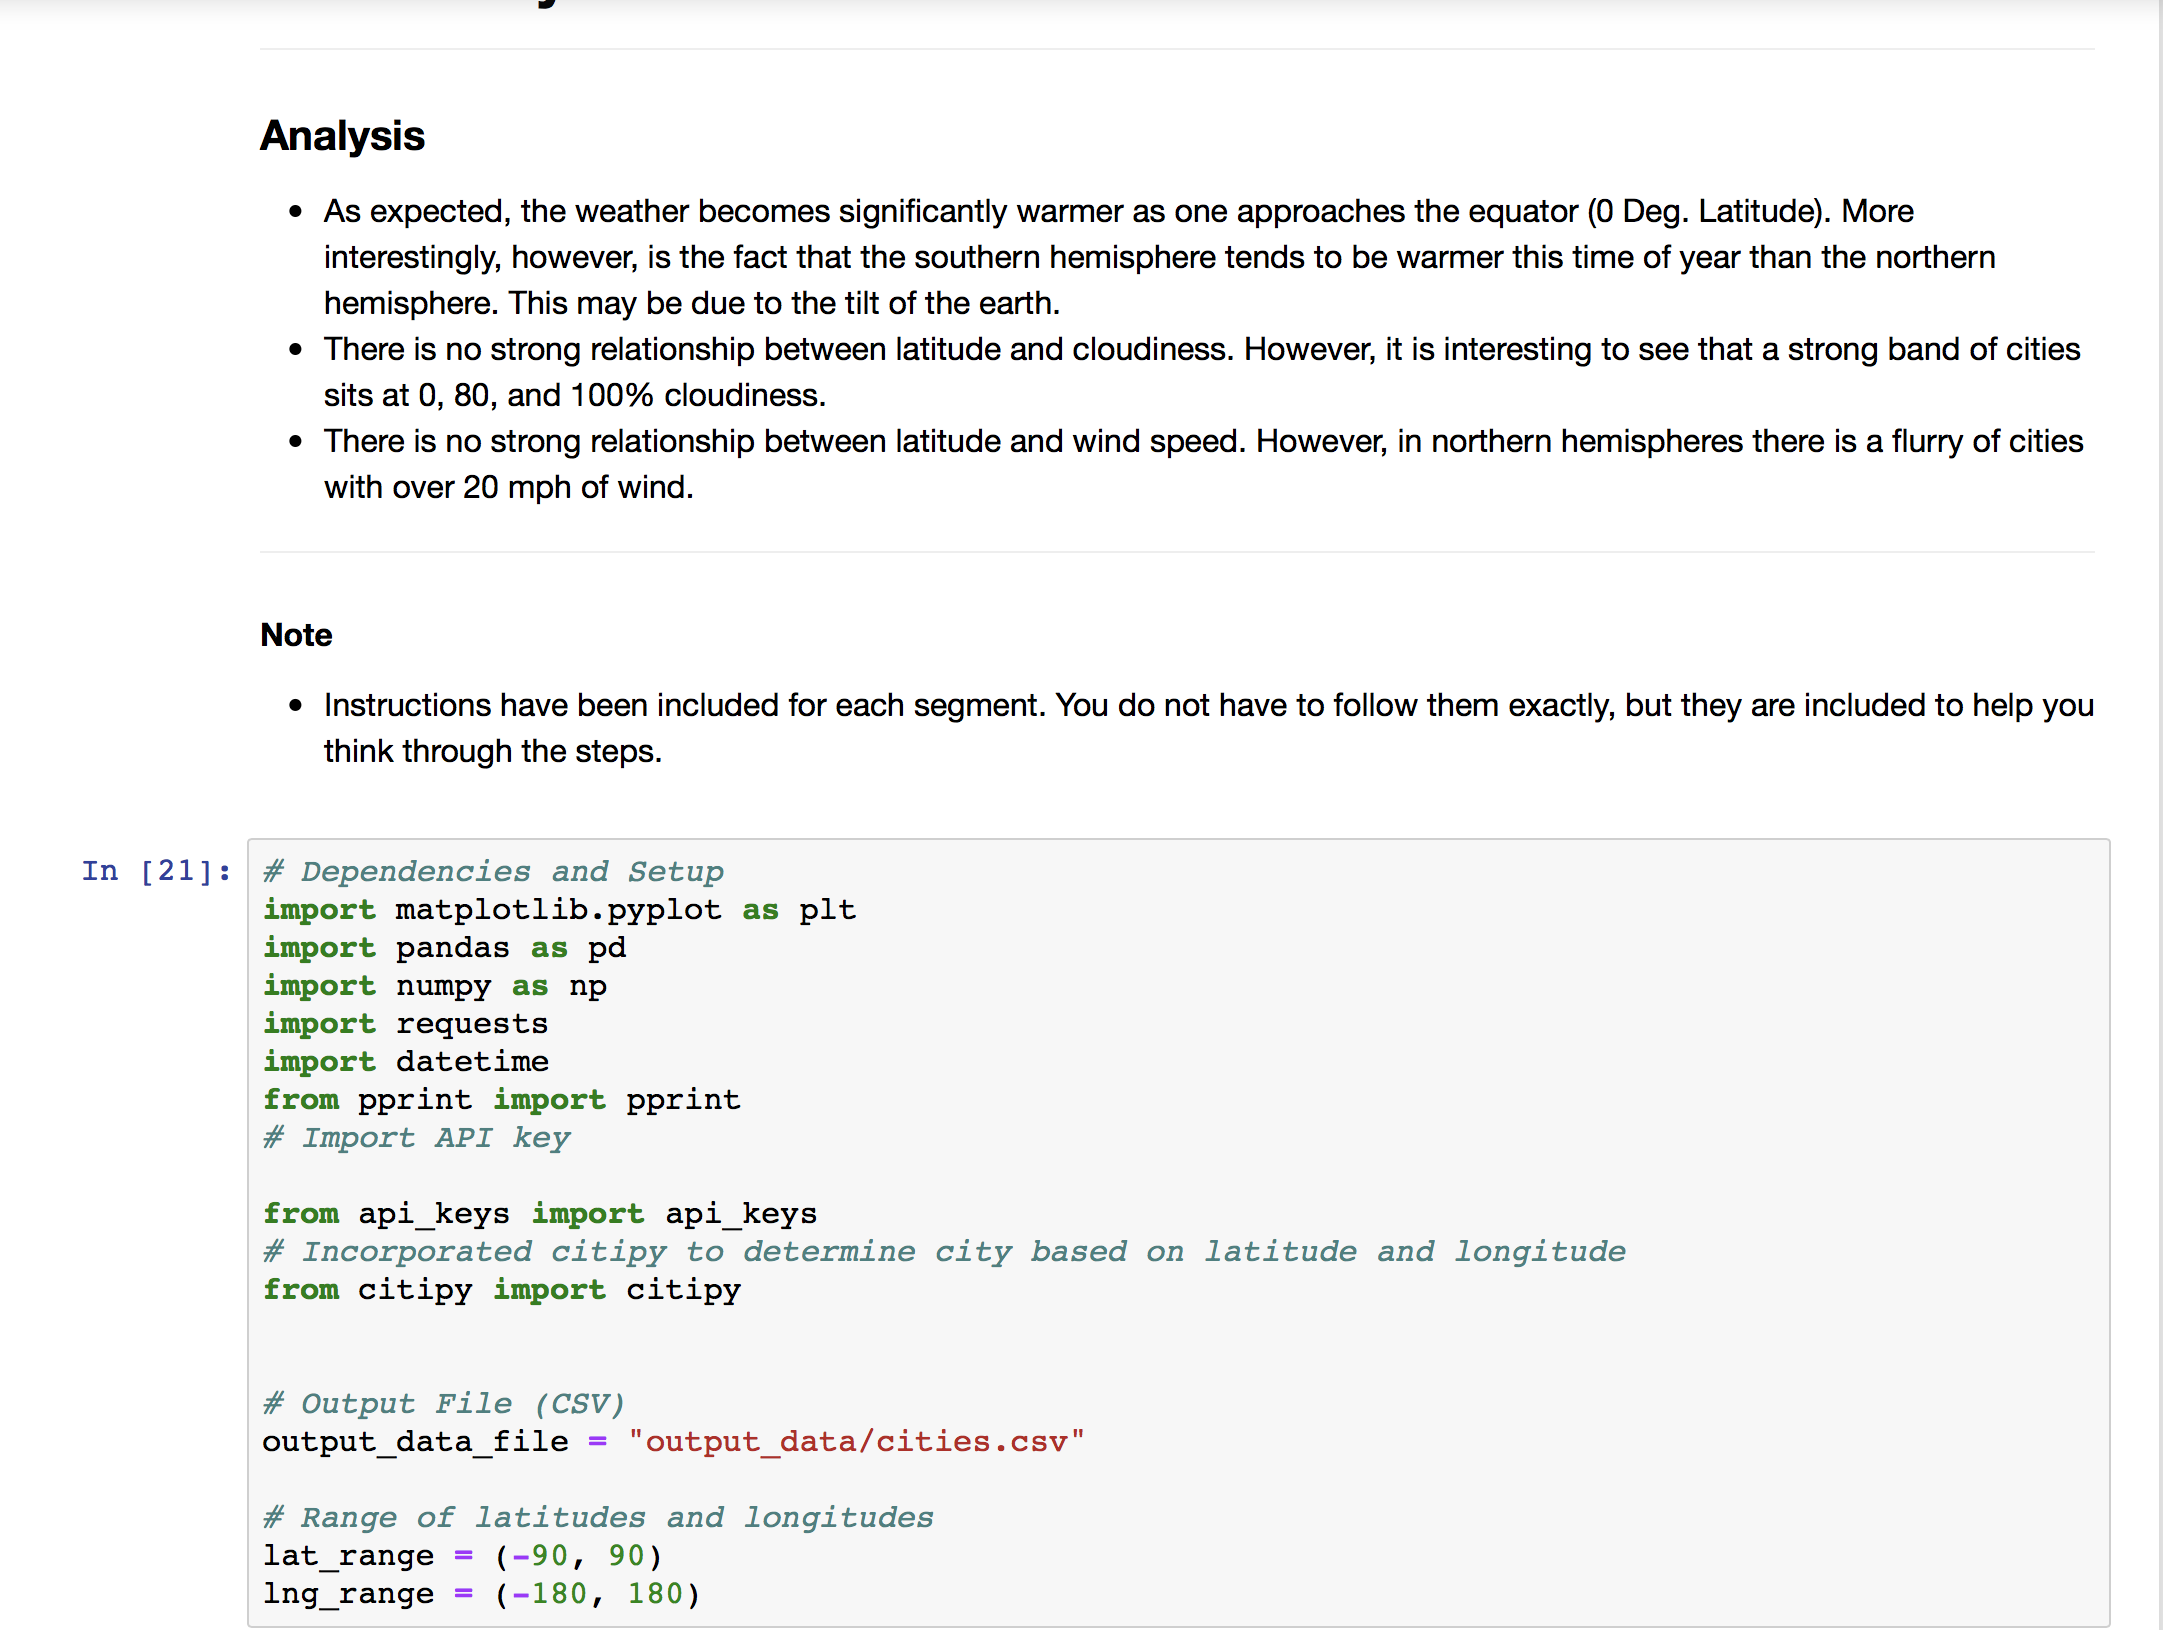 Analysis
• As expected, the weather becomes significantly warmer as one approaches the equator (0 Deg. Latitude). More
interestingly, however, is the fact that the southern hemisphere tends to be warmer this time of year than the northern
hemisphere. This may be due to the tilt of the earth.
• There is no strong relationship between latitude and cloudiness. However, it is interesting to see that a strong band of cities
sits at 0, 80, and 100% cloudiness.
• There is no strong relationship between latitude and wind speed. However, in northern hemispheres there is a flurry of cities
with over 20 mph of wind.
Note
• Instructions have been included for each segment. You do not have to follow them exactly, but they are included to help you
think through the steps.
In [21]:
# Dependencies and Setup
import matplotlib.pyplot as plt
import pandas as pd
import numpy as np
import requests
import datetime
from pprint import pprint
# Import API key
from api_keys import api_keys
# Incorporated citipy to determine city based on latitude and longitude
from citipy import citipy
# Output File (CSV)
output_data_file = "output_data/cities.csv"
# Range of latitudes and longitudes
lat_range = (-90, 90)
lng_range = (-180, 180)